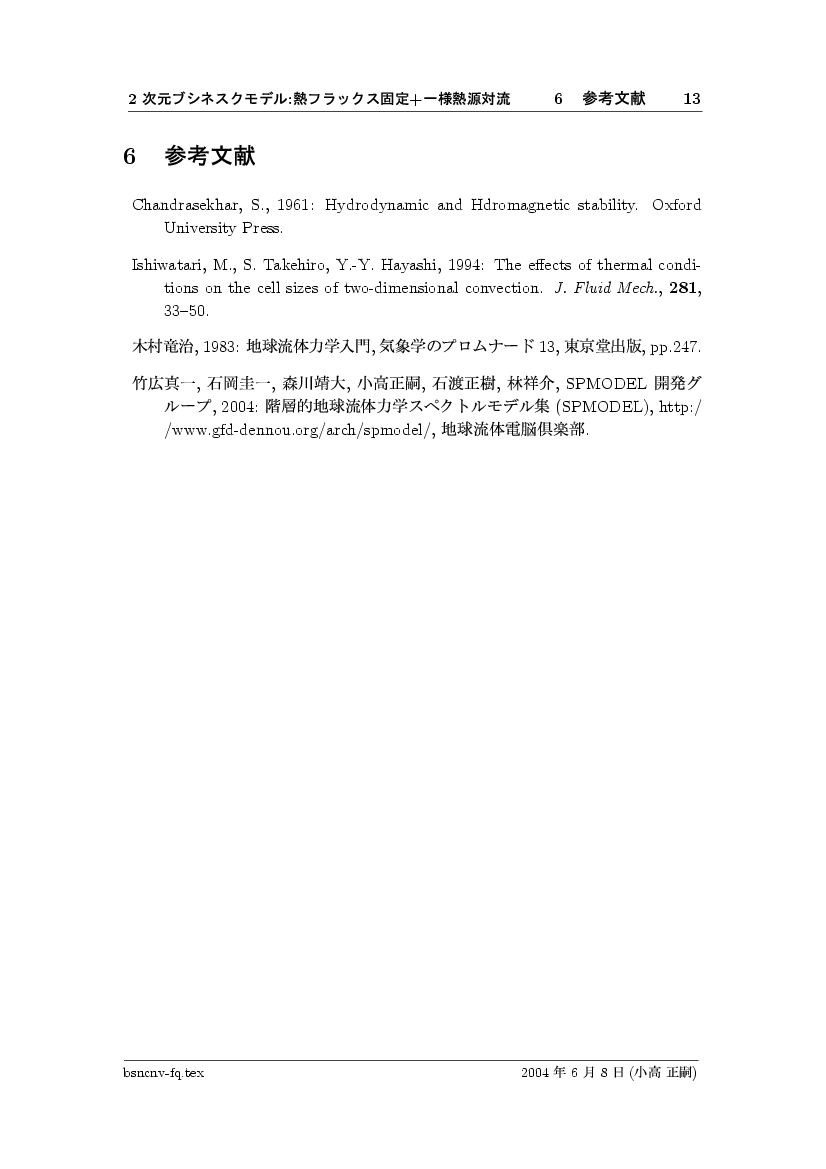 2 次元ブシネスクモデル:熱フラックス固定+一様熱源対流 6 参考文献 13
6 参考文献
Chandrasekhar, S., 1961: Hydrodynamic and Hdromagnetic stability. Oxford
University Press.
Ishiwatari, M., S. Takehiro, Y.-Y. Hayashi, 1994: The effects of thermal condi-
tions on the cell sizes of two-dimensional convection. J. Fluid Mech., 281,
33–50.
木村竜治, 1983: 地球流体力学入門, 気象学のプロムナード 13, 東京堂出版, pp.247.
竹広真一, 石岡圭一, 森川靖大, 小高正嗣, 石渡正樹, 林祥介, SPMODEL 開発グ
ループ, 2004: 階層的地球流体力学スペクトルモデル集 (SPMODEL), http:/
/www.gfd-dennou.org/arch/spmodel/, 地球流体電脳倶楽部.
bsncnv-fq.tex 2004 年 6 月 8 日 (小高 正嗣)